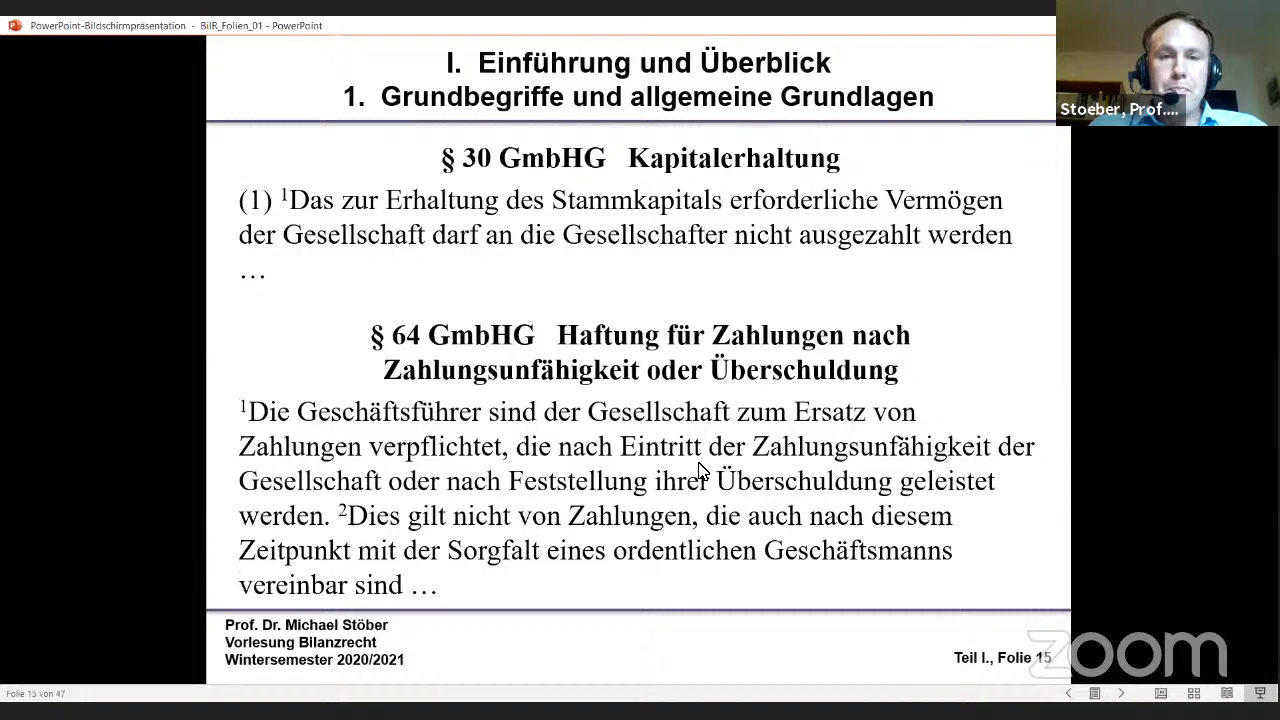 PowerPoint-Bildschirmpräsentation - BilR_Folien_01 - PowerPoint
I. Einführung und Überblick
1. Grundbegriffe und allgemeine Grundlagen
Stoeber, Prof....
§ 30 GmbHG Kapitalerhaltung
(1) ¹Das zur Erhaltung des Stammkapitals erforderliche Vermögen
der Gesellschaft darf an die Gesellschafter nicht ausgezahlt werden
…
§ 64 GmbHG Haftung für Zahlungen nach
Zahlungsunfähigkeit oder Überschuldung
¹Die Geschäftsführer sind der Gesellschaft zum Ersatz von
Zahlungen verpflichtet, die nach Eintritt der Zahlungsunfähigkeit der
Gesellschaft oder nach Feststellung ihrer Überschuldung geleistet
werden. ²Dies gilt nicht von Zahlungen, die auch nach diesem
Zeitpunkt mit der Sorgfalt eines ordentlichen Geschäftsmanns
vereinbar sind …
Prof. Dr. Michael Stöber
Vorlesung Bilanzrecht
Wintersemester 2020/2021
Teil I., Folie 15
zoom
Folie 15 von 47